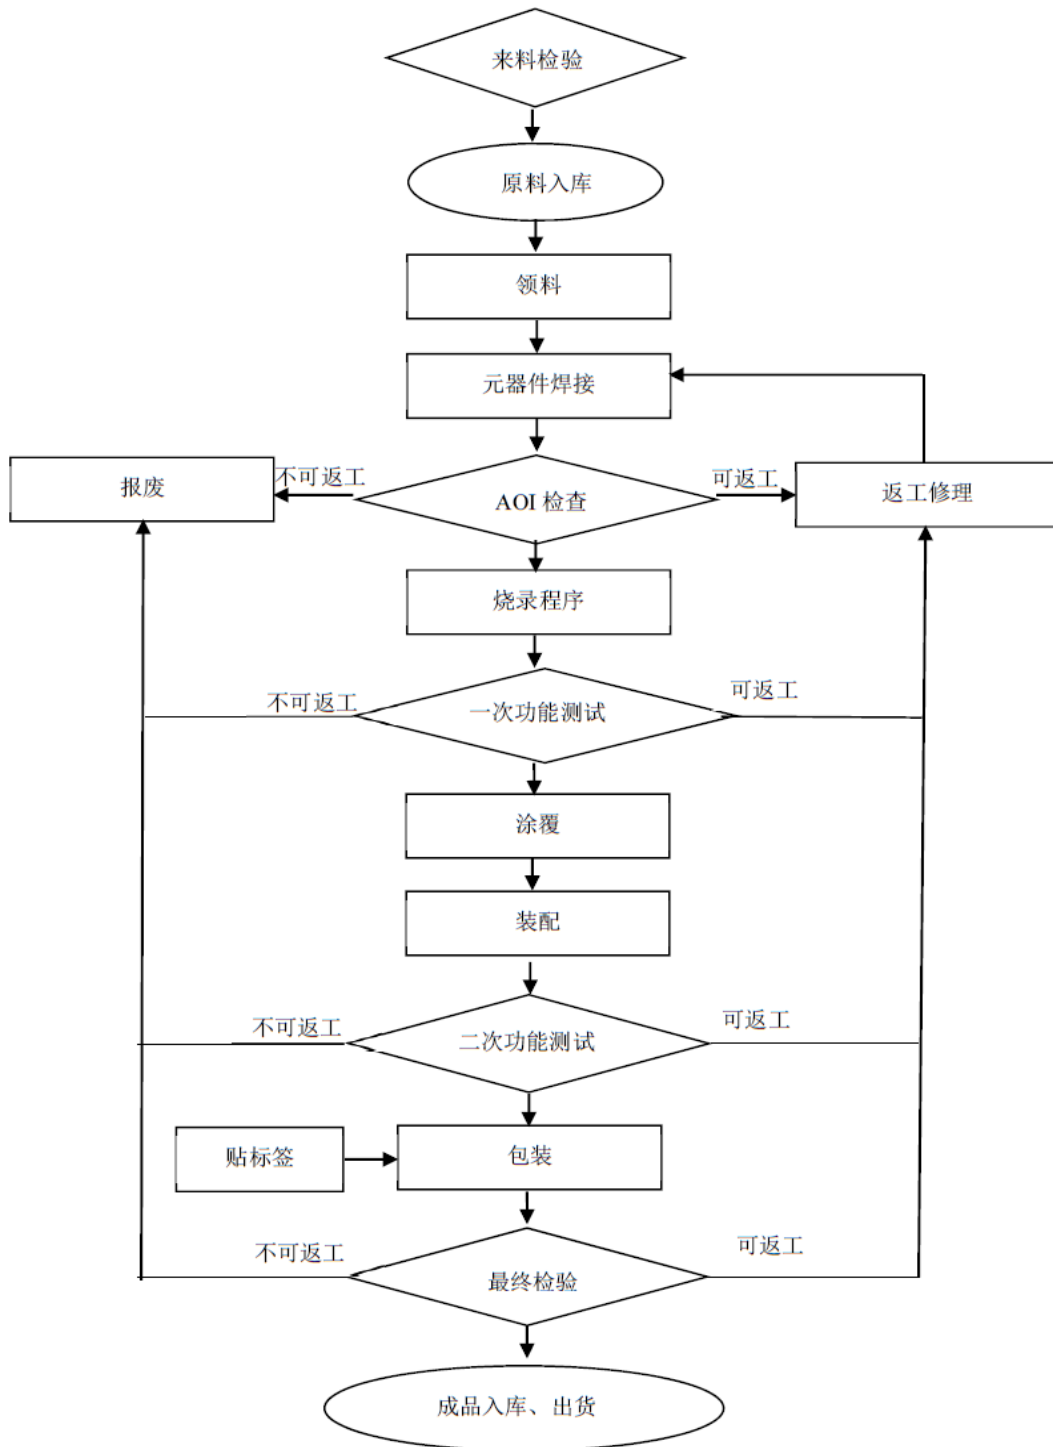 来料检验
原料入库
领料
元器件焊接
报废
不可返工
AOI 检查
可返工
返工修理
烧录程序
不可返工
一次功能测试
可返工
涂覆
装配
不可返工
二次功能测试
可返工
贴标签
包装
不可返工
最终检验
可返工
成品入库、出货